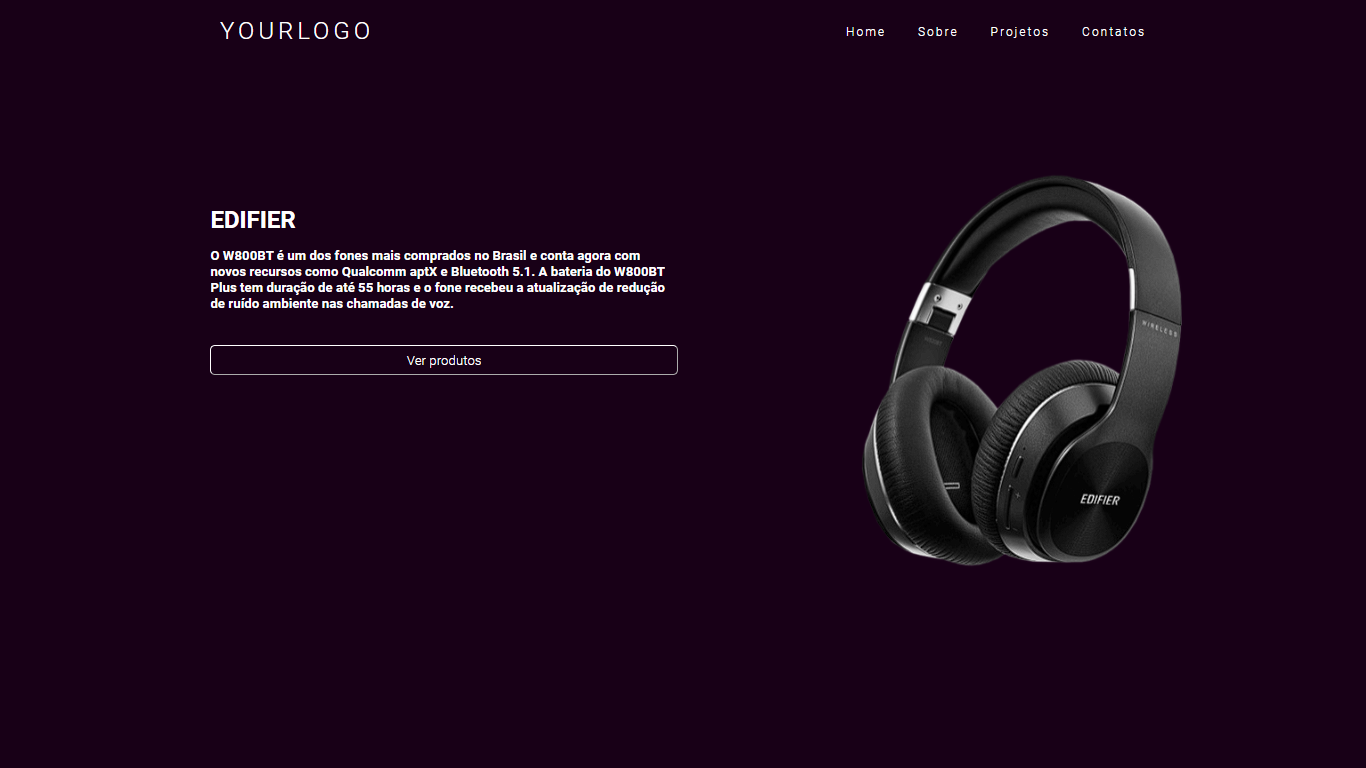 YOURLOGO
Home Sobre Projetos Contatos
EDIFIER
O W800BT é um dos fones mais comprados no Brasil e conta agora com
novos recursos como Qualcomm aptX e Bluetooth 5.1. A bateria do W800BT
Plus tem duração de até 55 horas e o fone recebeu a atualização de redução
de ruído ambiente nas chamadas de voz.
Ver produtos
WIRELESS
EDIFIER